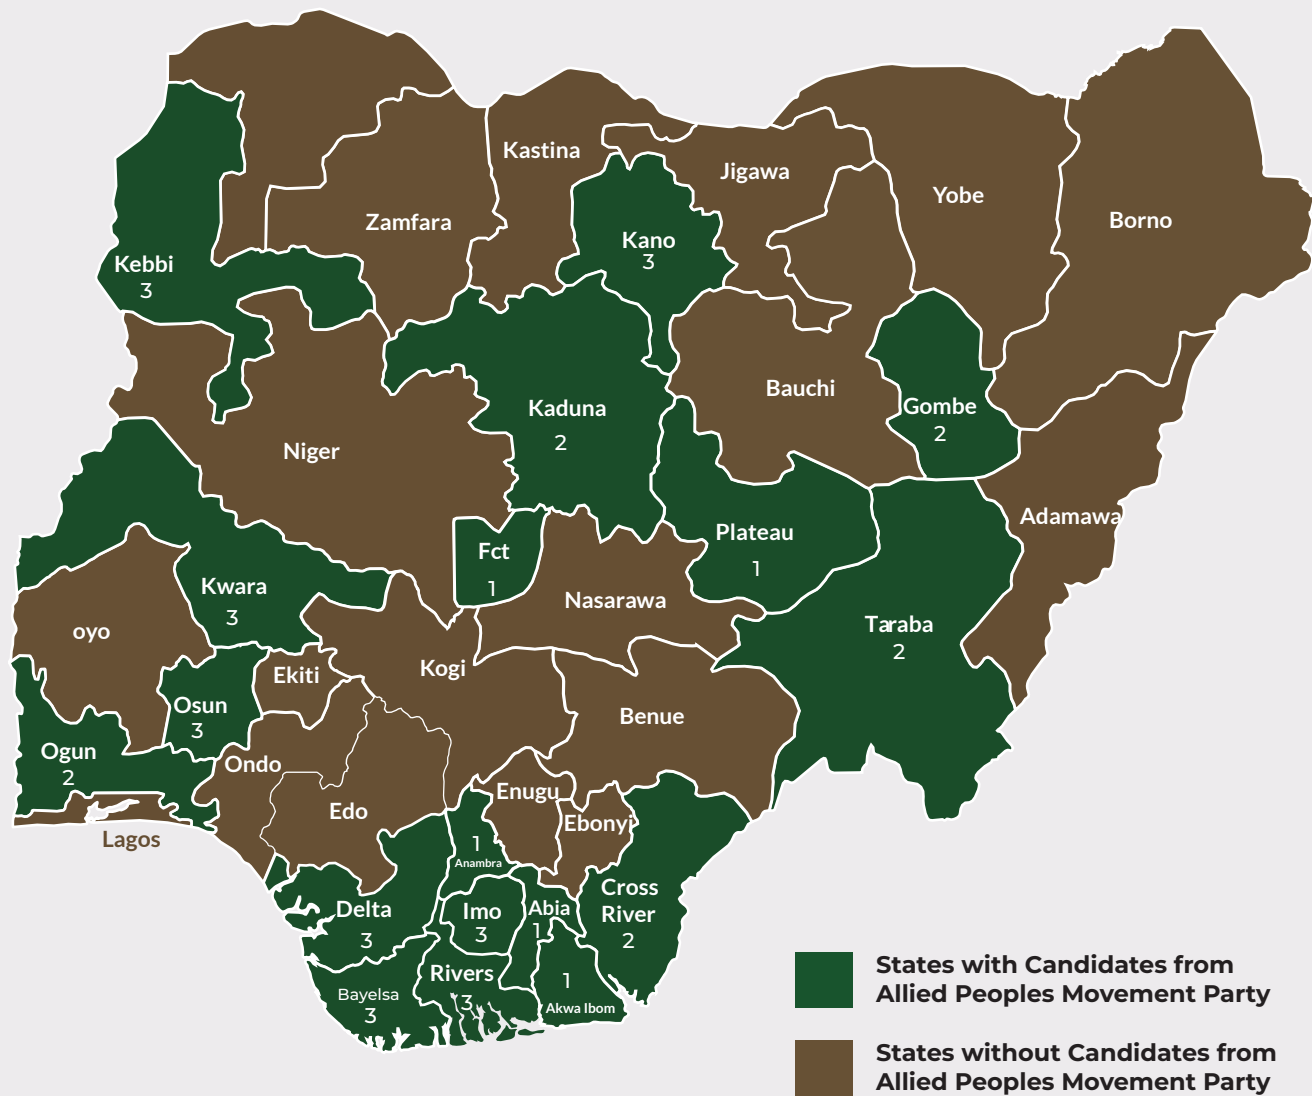 Kastina
Jigawa
Yobe
Borno
Zamfara
Kano
3
Kebbi
3
Bauchi
Kaduna
2
Gombe
2
Niger
Adamawa
Plateau
1
Fct
1
Kwara
3
Nasarawa
Taraba
2
oyo
Kogi
Ekiti
Osun
3
Benue
Ogun
2
Ondo
Enugu
Edo
Ebonyi
Lagos
1
Anambra
Cross
River
2
Delta
3
Imo
3
Abia
1
Rivers
3
1
Akwa Ibom
Bayelsa
3
States with Candidates from
Allied Peoples Movement Party
States without Candidates from
Allied Peoples Movement Party